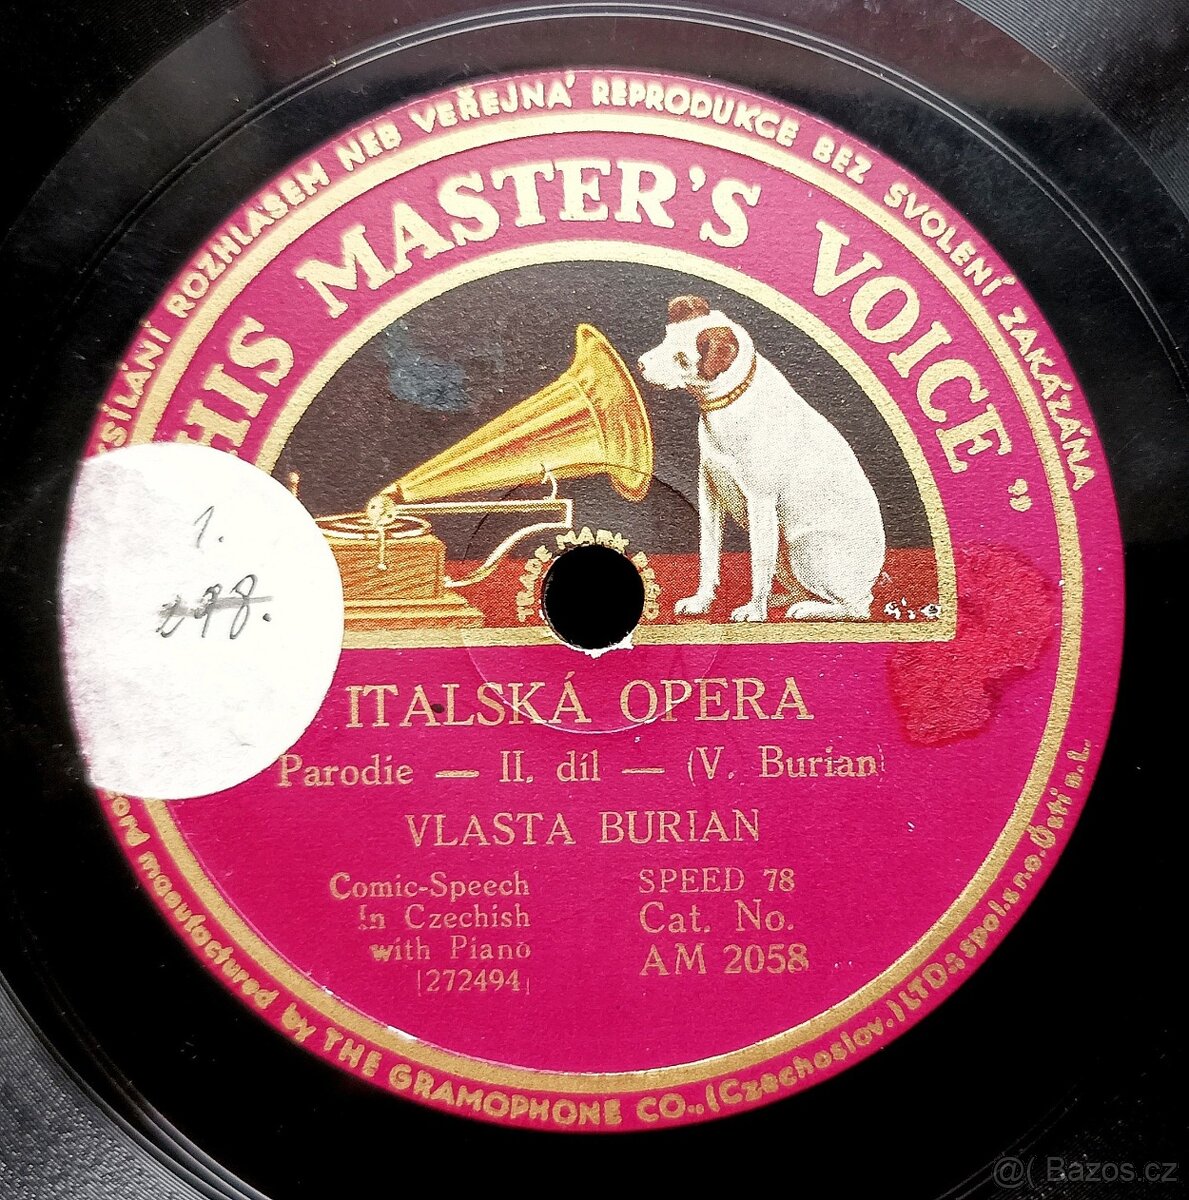 ROZHLASEM NEB VEŘEJNÁ REPRODUKCE BEZ SVOLENÍ ZAKÁZÁNA
HIS MASTER'S VOICE"
TRADE MARK REGD
1.
ITALSKÁ OPERA
Parodie — II. díl — (V. Burian)
VLASTA BURIAN
Comic-Speech
In Czechish
with Piano
[272494]
SPEED 78
Cat. No.
AM 2058
manufactured by THE GRAMOPHONE CO., (Czechoslov.) LTD: spol. s r. o. Ústí n. L.
@( Bazos.cz